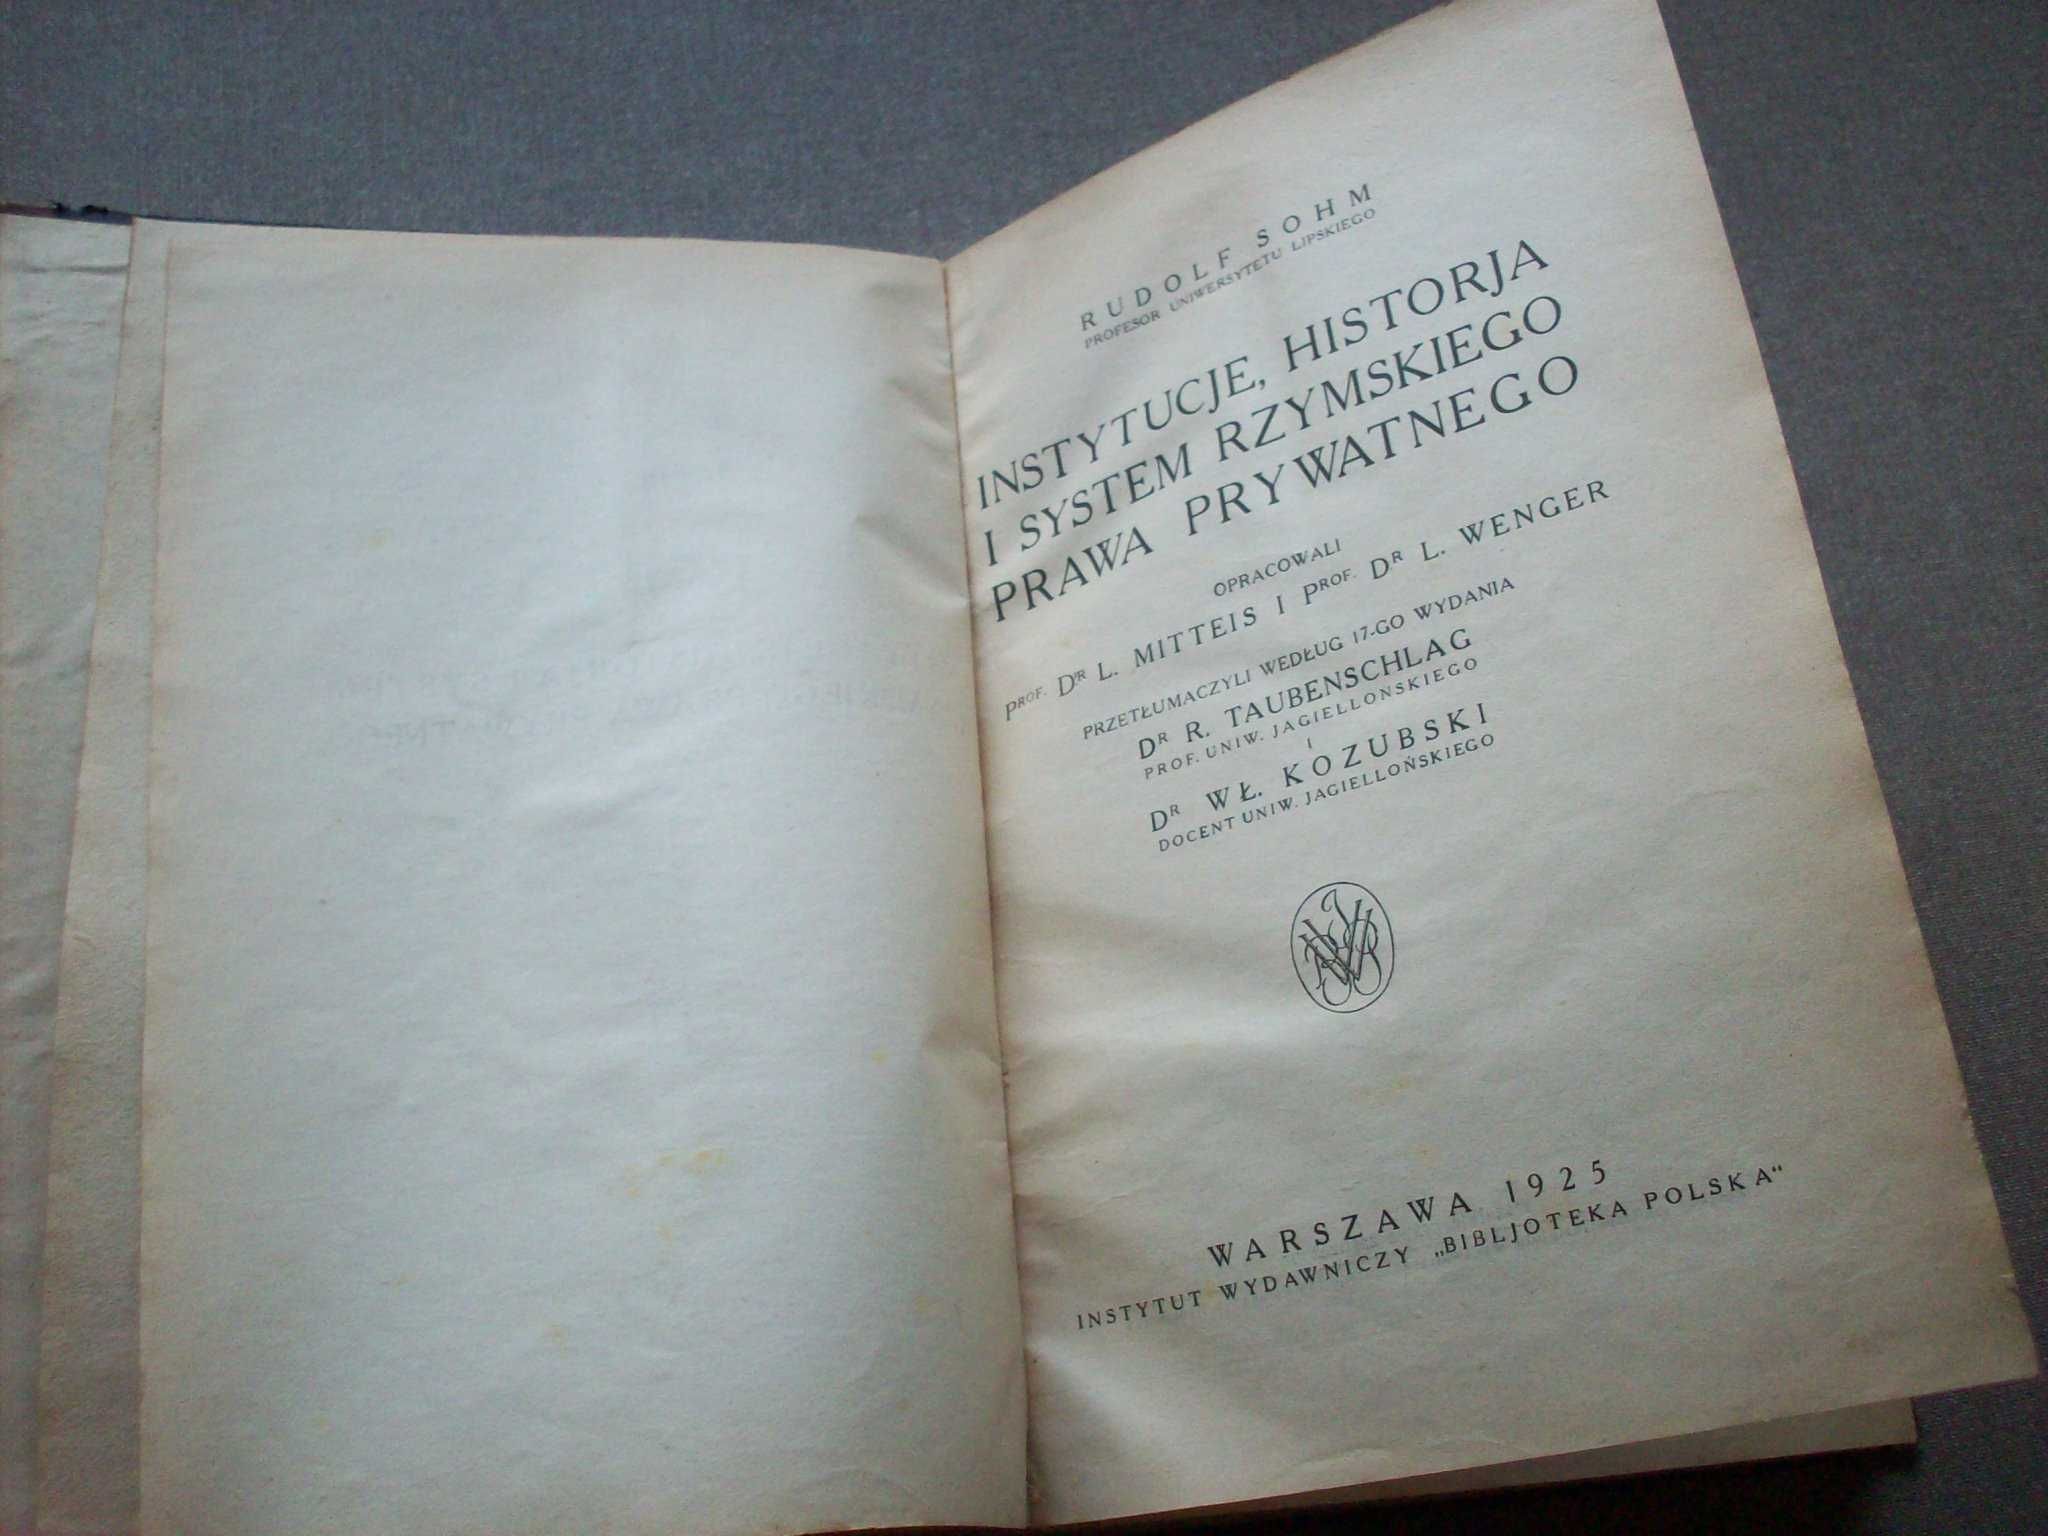 RUDOLF SOHM
PROFESOR UNIWERSYTETU LIPSKIEGO
INSTYTUCJE, HISTORJA
I SYSTEM RZYMSKIEGO
PRAWA PRYWATNEGO
OPRACOWALI
PROF. DR L. MITTEIS I PROF. DR L. WENGER
PRZETŁUMACZYLI WEDŁUG 17-GO WYDANIA
DR R. TAUBENSCHLAG
PROF. UNIW. JAGIELLONSKIEGO
I
DR WŁ. KOZUBSKI
DOCENT UNIW. JAGIELLOŃSKIEGO
WARSZAWA 1925
INSTYTUT WYDAWNICZY „BIBLJOTEKA POLSKA"